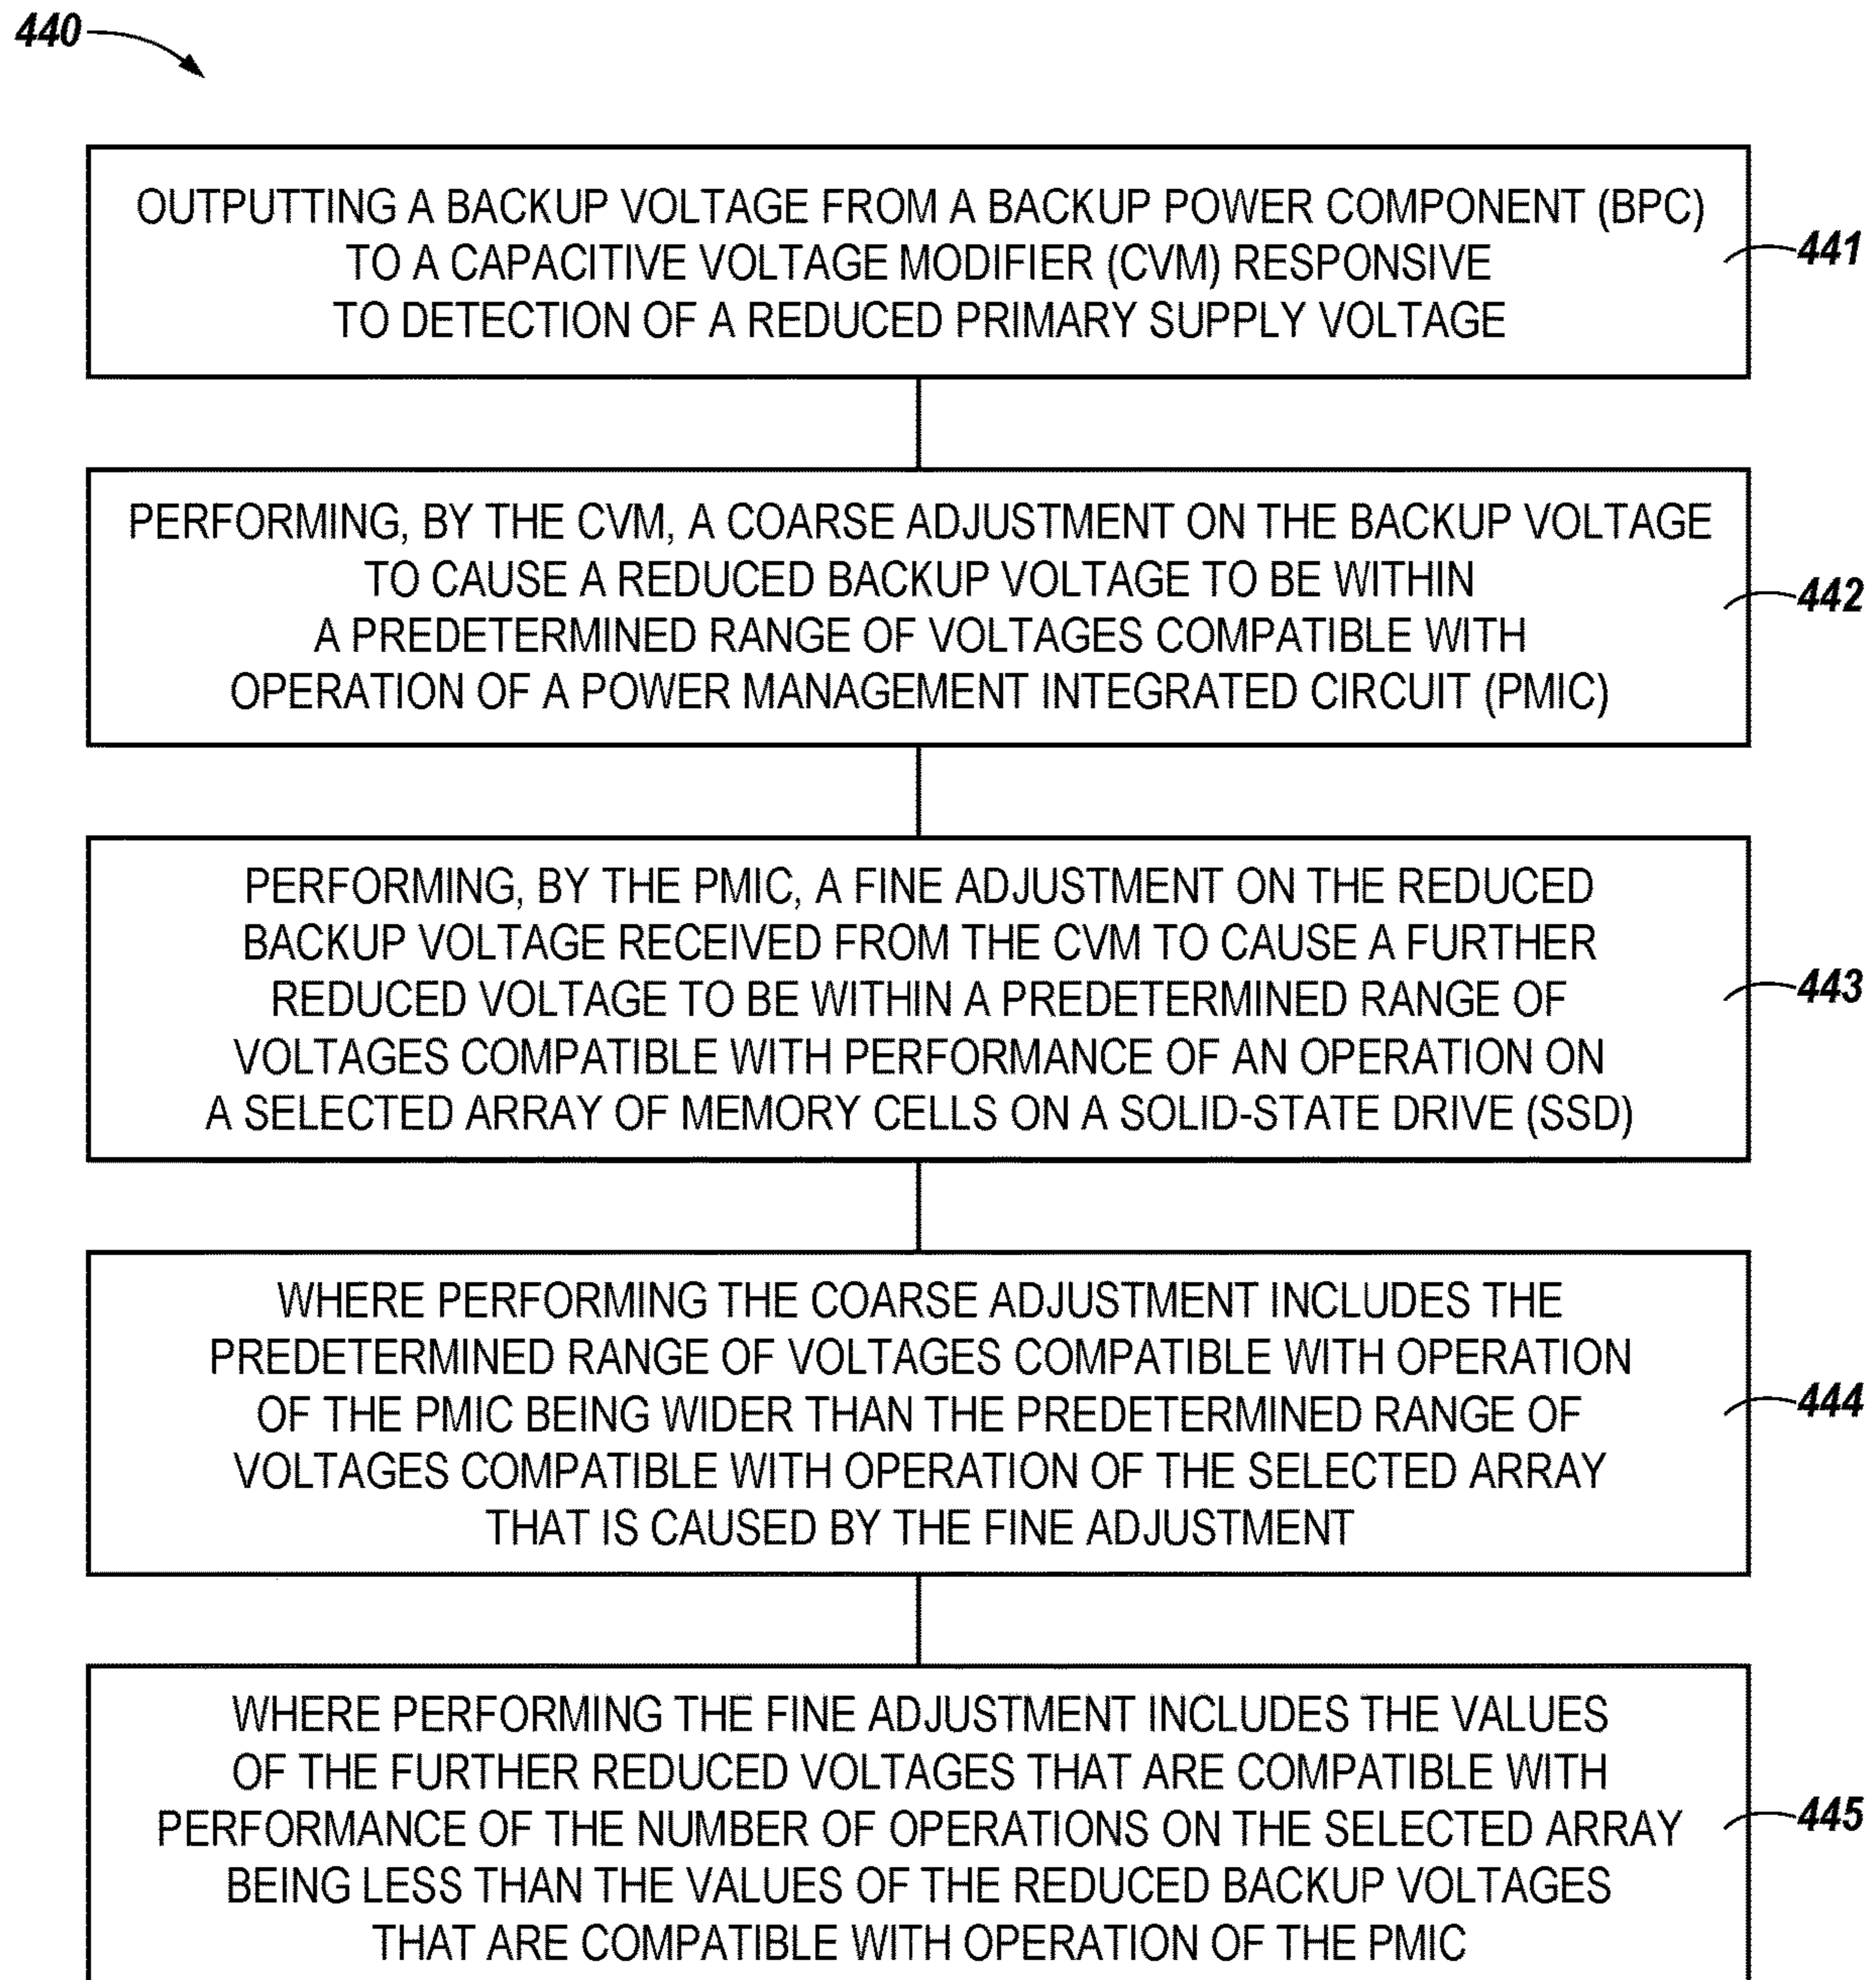 440
OUTPUTTING A BACKUP VOLTAGE FROM A BACKUP POWER COMPONENT (BPC)
TO A CAPACITIVE VOLTAGE MODIFIER (CVM) RESPONSIVE
TO DETECTION OF A REDUCED PRIMARY SUPPLY VOLTAGE
441
PERFORMING, BY THE CVM, A COARSE ADJUSTMENT ON THE BACKUP VOLTAGE
TO CAUSE A REDUCED BACKUP VOLTAGE TO BE WITHIN
A PREDETERMINED RANGE OF VOLTAGES COMPATIBLE WITH
OPERATION OF A POWER MANAGEMENT INTEGRATED CIRCUIT (PMIC)
442
PERFORMING, BY THE PMIC, A FINE ADJUSTMENT ON THE REDUCED
BACKUP VOLTAGE RECEIVED FROM THE CVM TO CAUSE A FURTHER
REDUCED VOLTAGE TO BE WITHIN A PREDETERMINED RANGE OF
VOLTAGES COMPATIBLE WITH PERFORMANCE OF AN OPERATION ON
A SELECTED ARRAY OF MEMORY CELLS ON A SOLID-STATE DRIVE (SSD)
443
WHERE PERFORMING THE COARSE ADJUSTMENT INCLUDES THE
PREDETERMINED RANGE OF VOLTAGES COMPATIBLE WITH OPERATION
OF THE PMIC BEING WIDER THAN THE PREDETERMINED RANGE OF
VOLTAGES COMPATIBLE WITH OPERATION OF THE SELECTED ARRAY
THAT IS CAUSED BY THE FINE ADJUSTMENT
444
WHERE PERFORMING THE FINE ADJUSTMENT INCLUDES THE VALUES
OF THE FURTHER REDUCED VOLTAGES THAT ARE COMPATIBLE WITH
PERFORMANCE OF THE NUMBER OF OPERATIONS ON THE SELECTED ARRAY
BEING LESS THAN THE VALUES OF THE REDUCED BACKUP VOLTAGES
THAT ARE COMPATIBLE WITH OPERATION OF THE PMIC
445